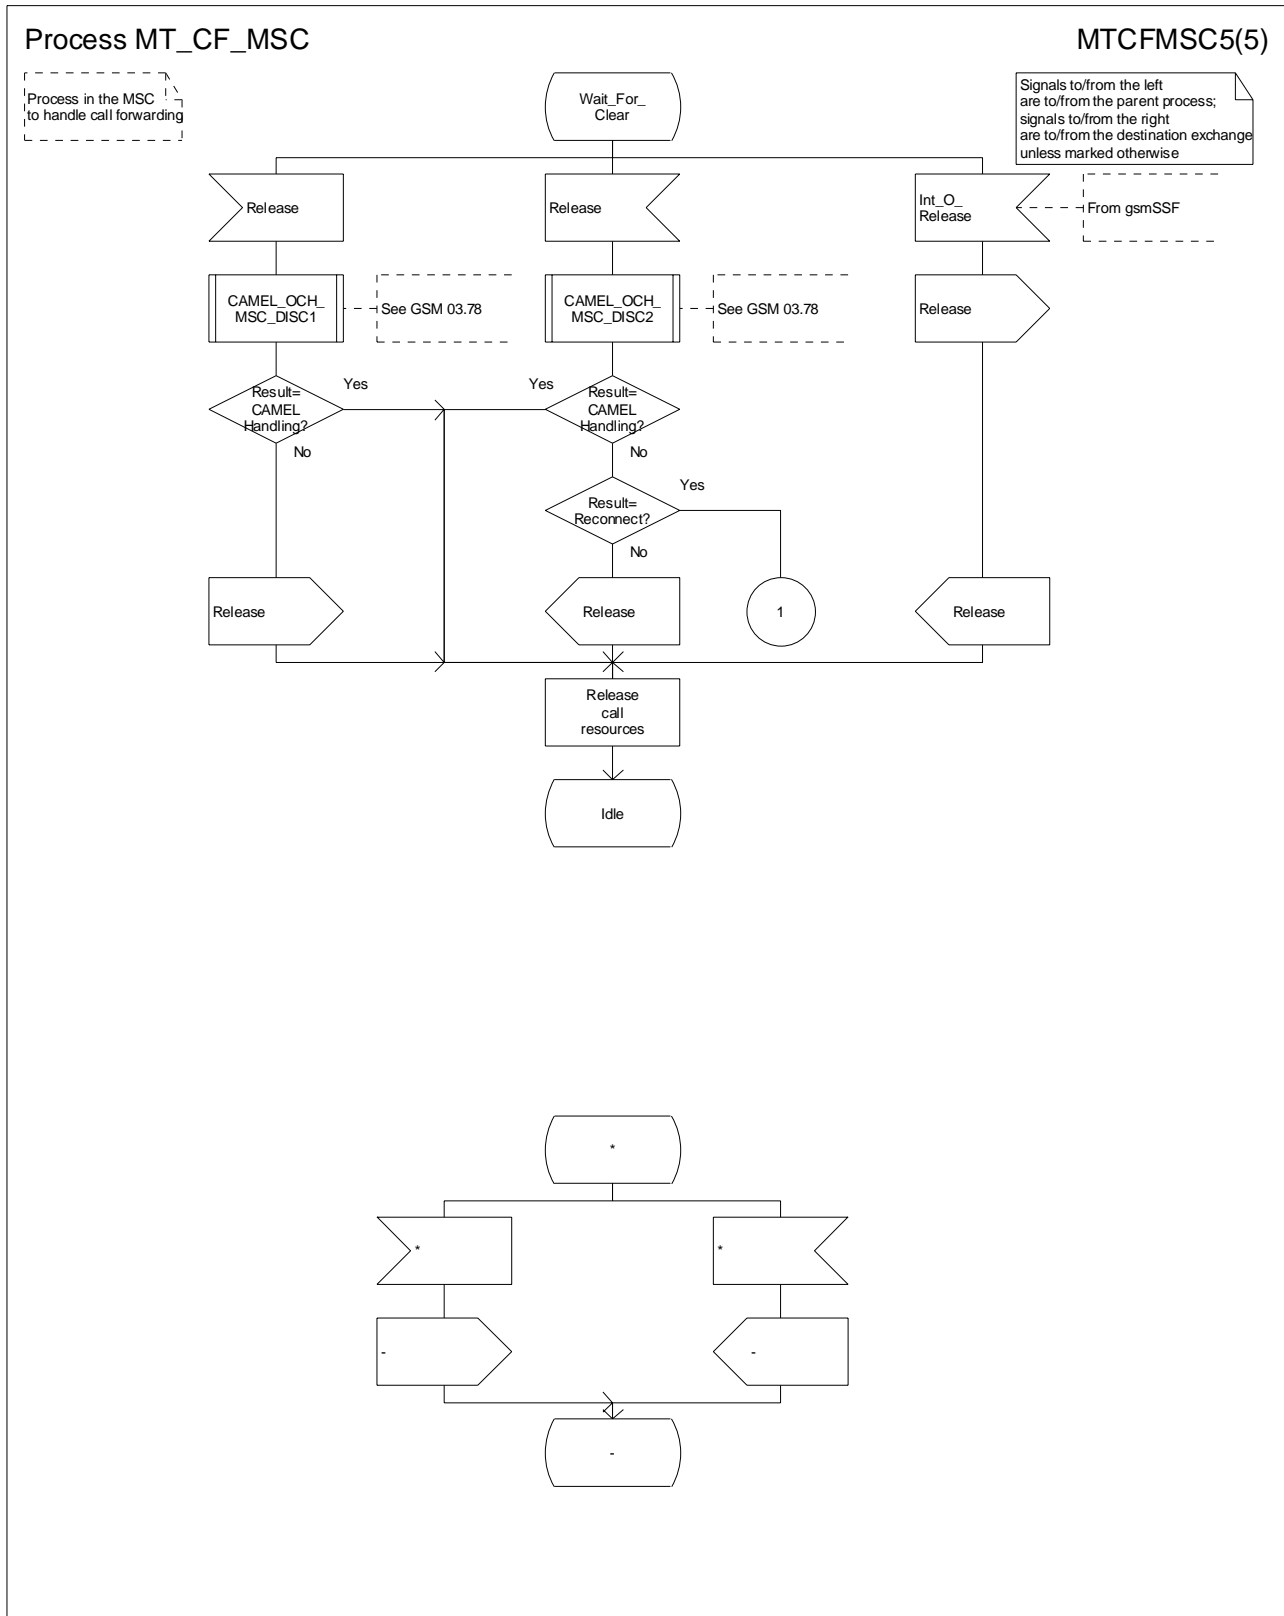 Process MT_CF_MSC
MTCFMSC5(5)
Process in the MSC
to handle call forwarding
Signals to/from the left
are to/from the parent process;
signals to/from the right
are to/from the destination exchange
unless marked otherwise
Wait_For_
Clear
Release
Release
Int_O_
Release
From gsmSSF
CAMEL_OCH_
MSC_DISC1
See GSM 03.78
CAMEL_OCH_
MSC_DISC2
See GSM 03.78
Release
Result=
CAMEL
Handling?
Yes
No
Yes
Result=
CAMEL
Handling?
No
Result=
Reconnect?
Yes
No
Release
Release
1
Release
Release
call
resources
Idle
*
*
*
-
-
-